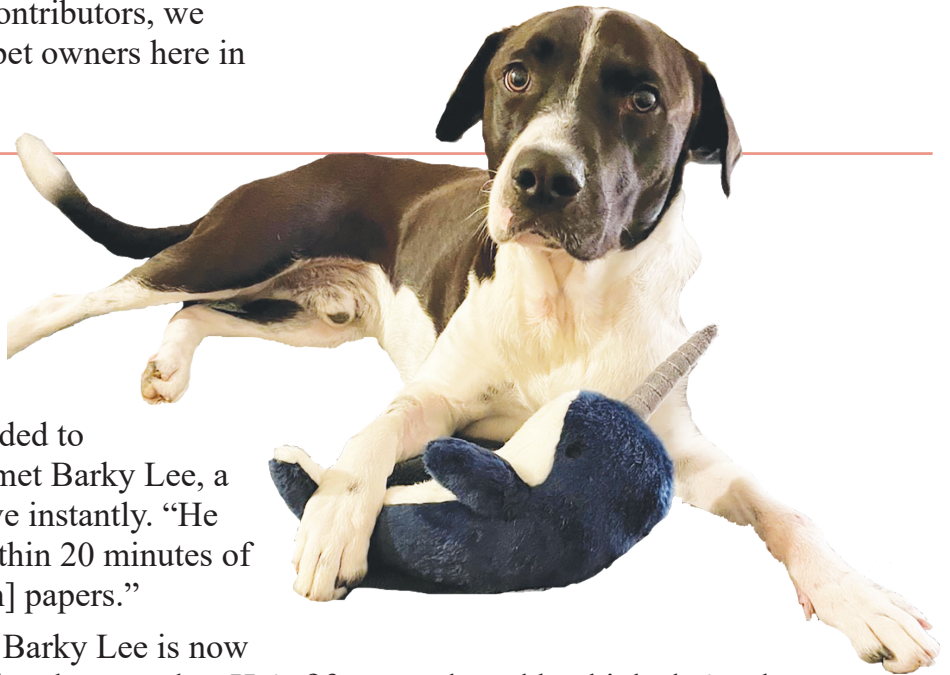 ontributors, we
pet owners here in
ded to
met Barky Lee, a
ve instantly. “He
thin 20 minutes of
] papers.”
Barky Lee is now